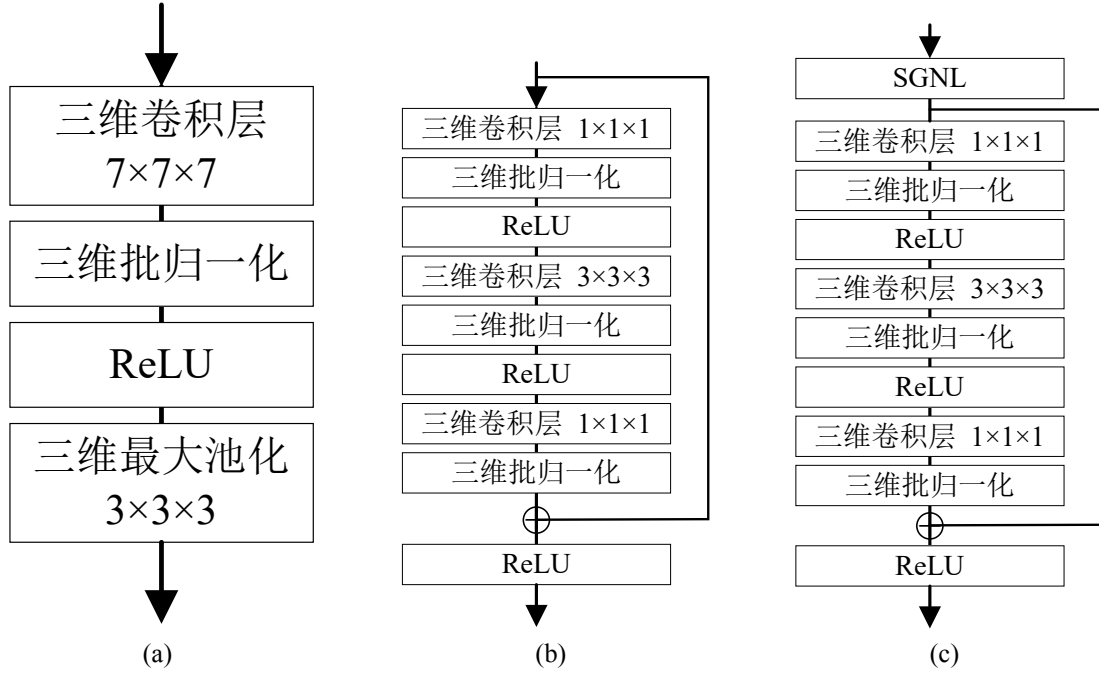 三维卷积层
7×7×7
三维批归一化
ReLU
三维最大池化
3×3×3
(a)
三维卷积层 1×1×1
三维批归一化
ReLU
三维卷积层 3×3×3
三维批归一化
ReLU
三维卷积层 1×1×1
三维批归一化
ReLU
(b)
SGNL
三维卷积层 1×1×1
三维批归一化
ReLU
三维卷积层 3×3×3
三维批归一化
ReLU
三维卷积层 1×1×1
三维批归一化
ReLU
(c)